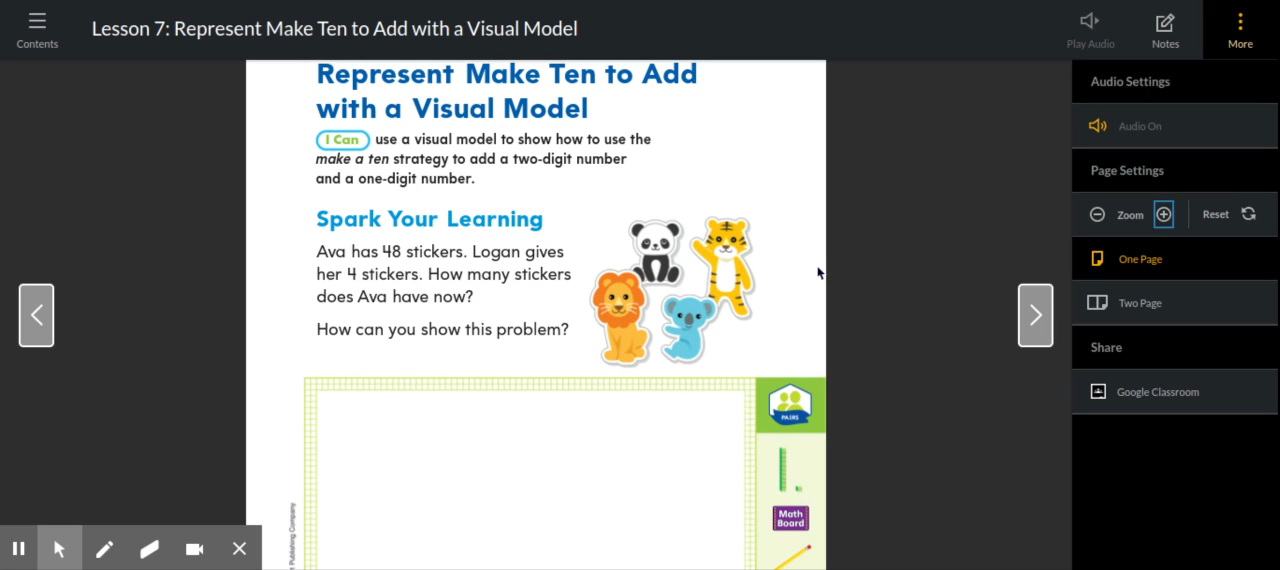 Contents
Lesson 7: Represent Make Ten to Add with a Visual Model
Play Audio
Notes
More
Represent Make Ten to Add
with a Visual Model
I Can use a visual model to show how to use the
make a ten strategy to add a two-digit number
and a one-digit number.
Spark Your Learning
Ava has 48 stickers. Logan gives
her 4 stickers. How many stickers
does Ava have now?
How can you show this problem?
PAIRS
Math
Board
Publishing Company
Audio Settings
Audio On
Page Settings
Zoom
Reset
One Page
Two Page
Share
Google Classroom